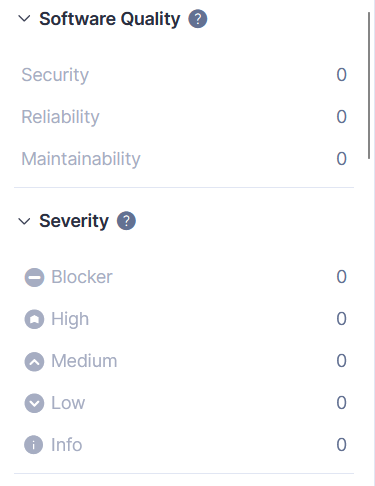 Software Quality ?
Security 0
Reliability 0
Maintainability 0
Severity ?
Blocker 0
High 0
Medium 0
Low 0
i Info 0